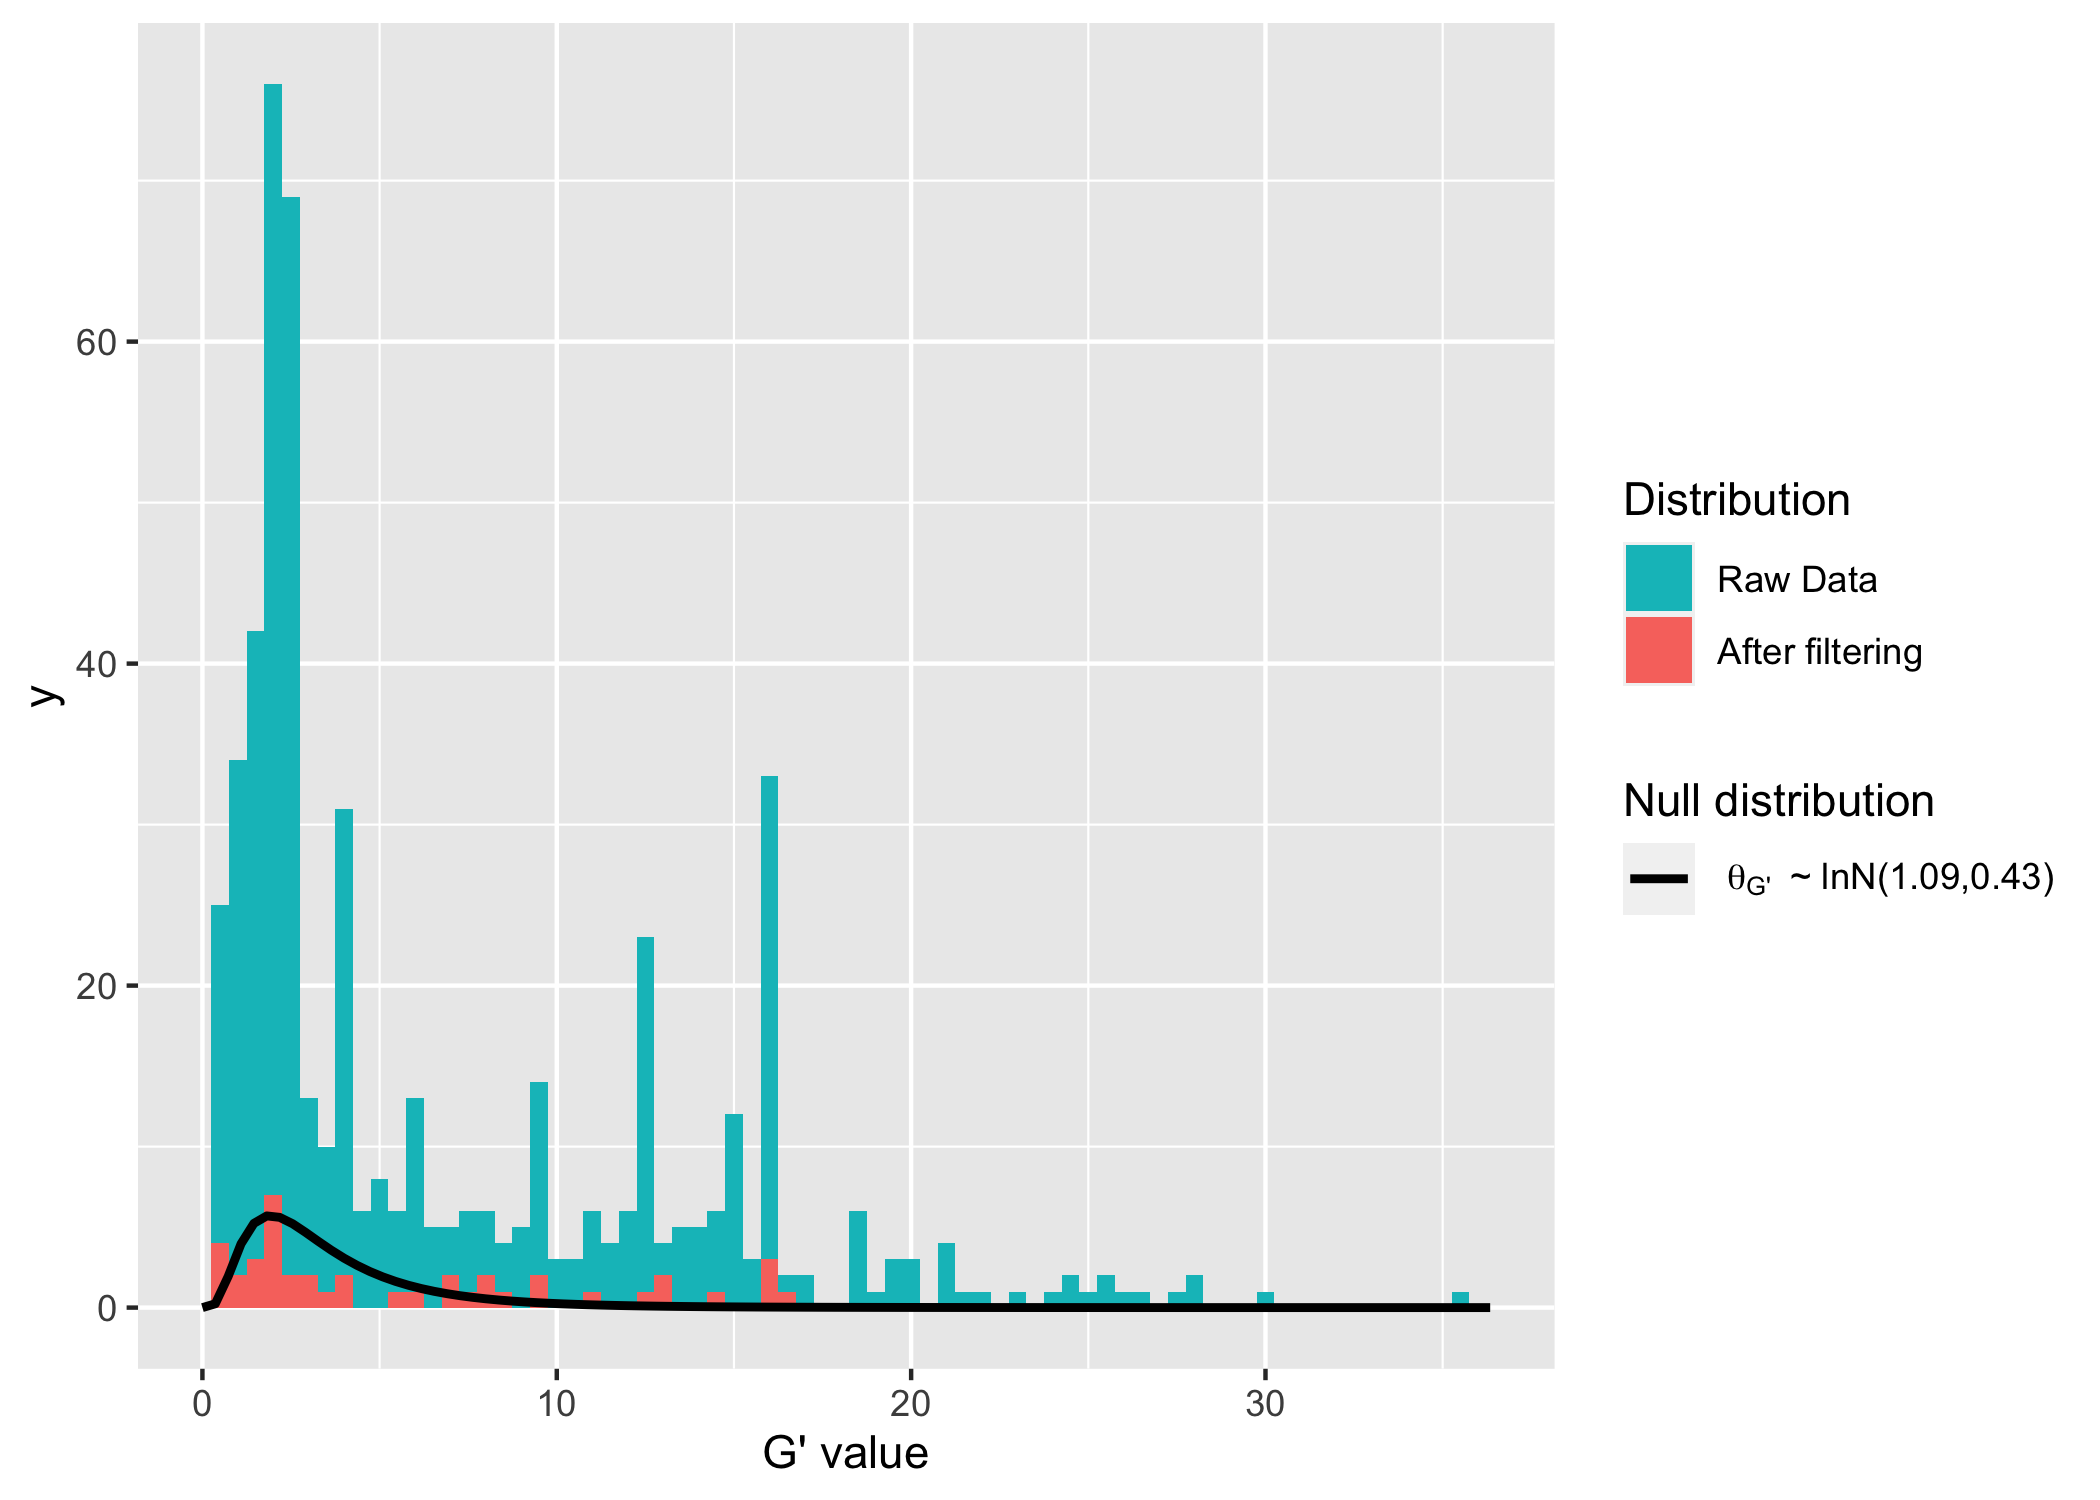 60
40
20
0
y
0
10
20
30
G' value
Distribution
Raw Data
After filtering
Null distribution
θG' ~ lnN(1.09,0.43)